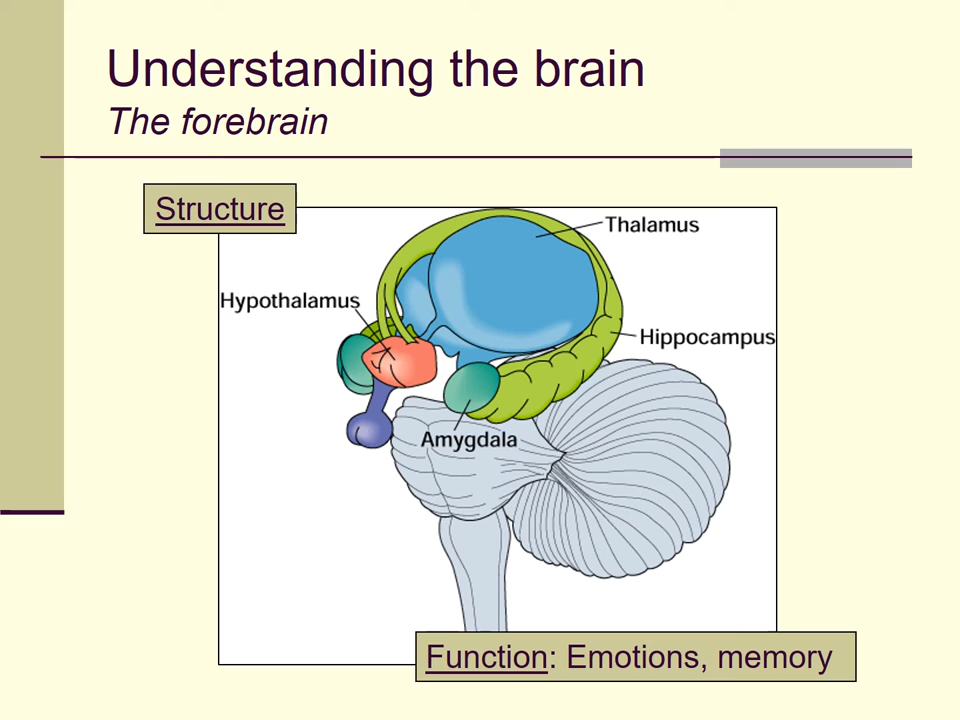 Understanding the brain
The forebrain
Structure
Thalamus
Hypothalamus
Hippocampus
Amygdala
Function: Emotions, memory